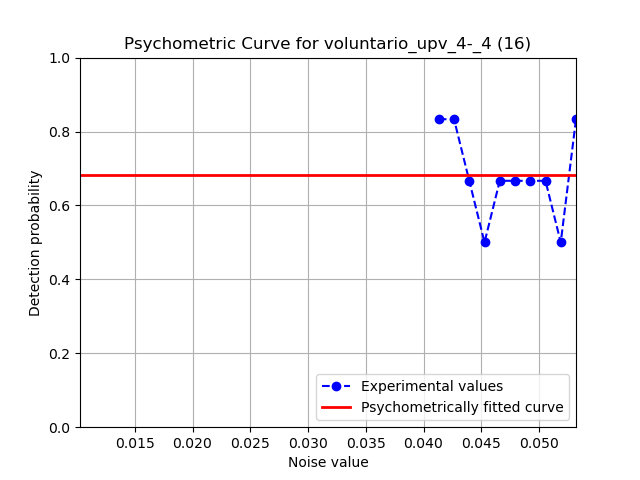 Psychometric Curve for voluntario_upv_4-_4 (16)
1.0
0.8
0.6
0.4
0.2
0.0
Detection probability
Experimental values
Psychometrically fitted curve
0.015 0.020 0.025 0.030 0.035 0.040 0.045 0.050
Noise value